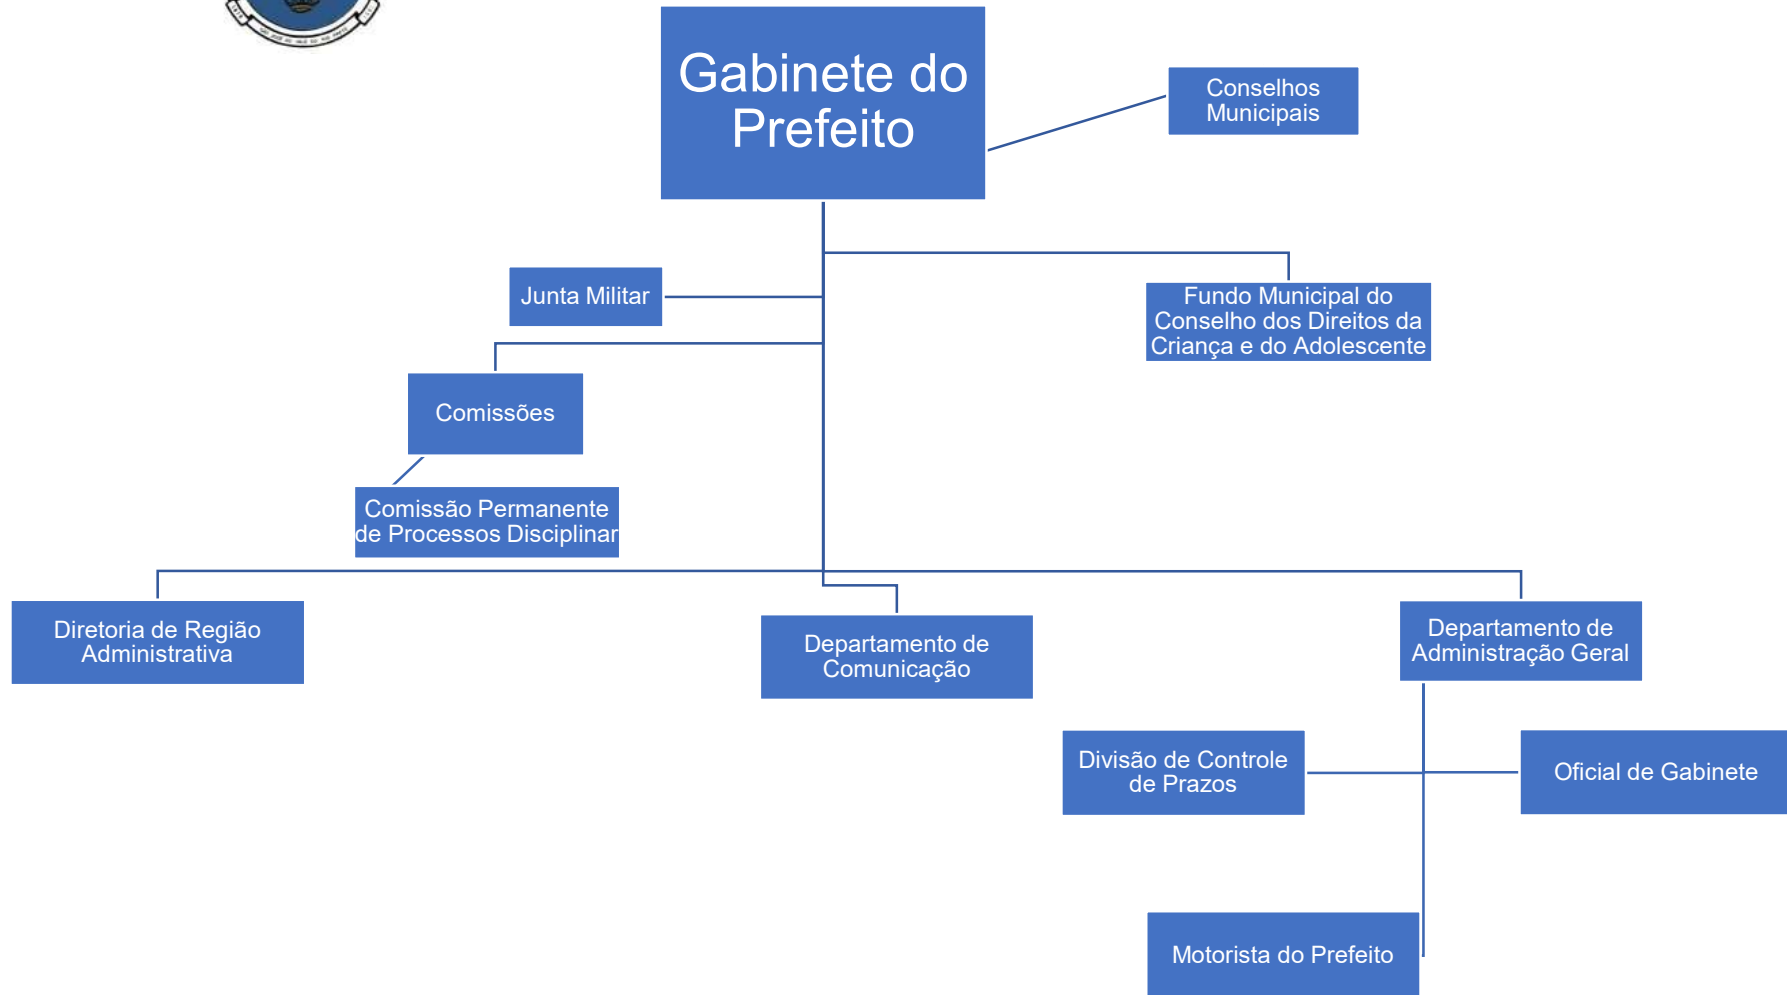 Gabinete do
Prefeito
Conselhos
Municipais
Junta Militar
Fundo Municipal do
Conselho dos Direitos da
Criança e do Adolescente
Comissões
Comissão Permanente
de Processos Disciplinar
Diretoria de Região
Administrativa
Departamento de
Comunicação
Departamento de
Administração Geral
Divisão de Controle
de Prazos
Oficial de Gabinete
Motorista do Prefeito